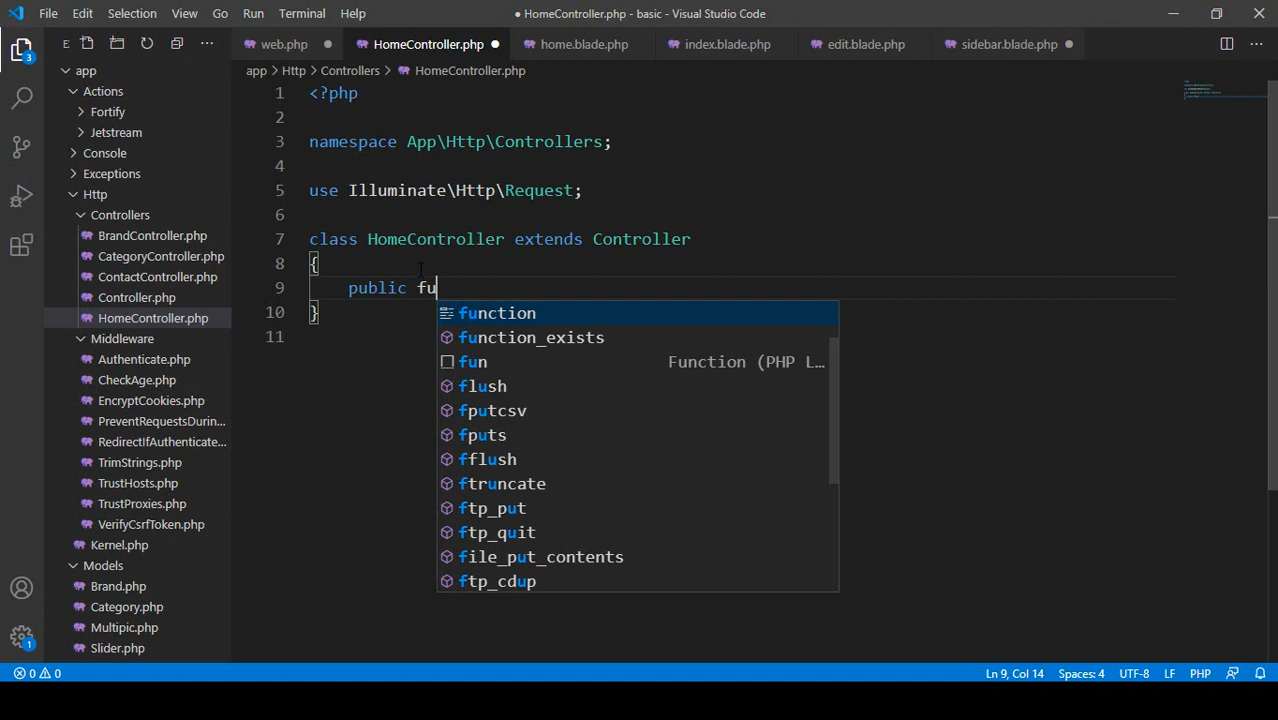 File Edit Selection View Go Run Terminal Help
● HomeController.php - basic - Visual Studio Code
E
web.php
HomeController.php
home.blade.php
index.blade.php
edit.blade.php
sidebar.blade.php
app > Http > Controllers > HomeController.php
3
app
Actions
Fortify
Jetstream
Console
Exceptions
Http
Controllers
BrandController.php
CategoryController.php
ContactController.php
Controller.php
HomeController.php
Middleware
Authenticate.php
CheckAge.php
EncryptCookies.php
PreventRequestsDurin...
RedirectIfAuthenticate...
TrimStrings.php
TrustHosts.php
TrustProxies.php
VerifyCsrfToken.php
Kernel.php
Models
Brand.php
Category.php
Multipic.php
Slider.php
1
1 <?php
2
3 namespace App\Http\Controllers;
4
5 use Illuminate\Http\Request;
6
7 class HomeController extends Controller
8 {
9 public fu
10 }
11
function
function_exists
fun Function (PHP L...
flush
fputcsv
fputs
fflush
ftruncate
ftp_put
ftp_quit
file_put_contents
ftp_cdup
0 0 Ln 9, Col 14 Spaces: 4 UTF-8 LF PHP